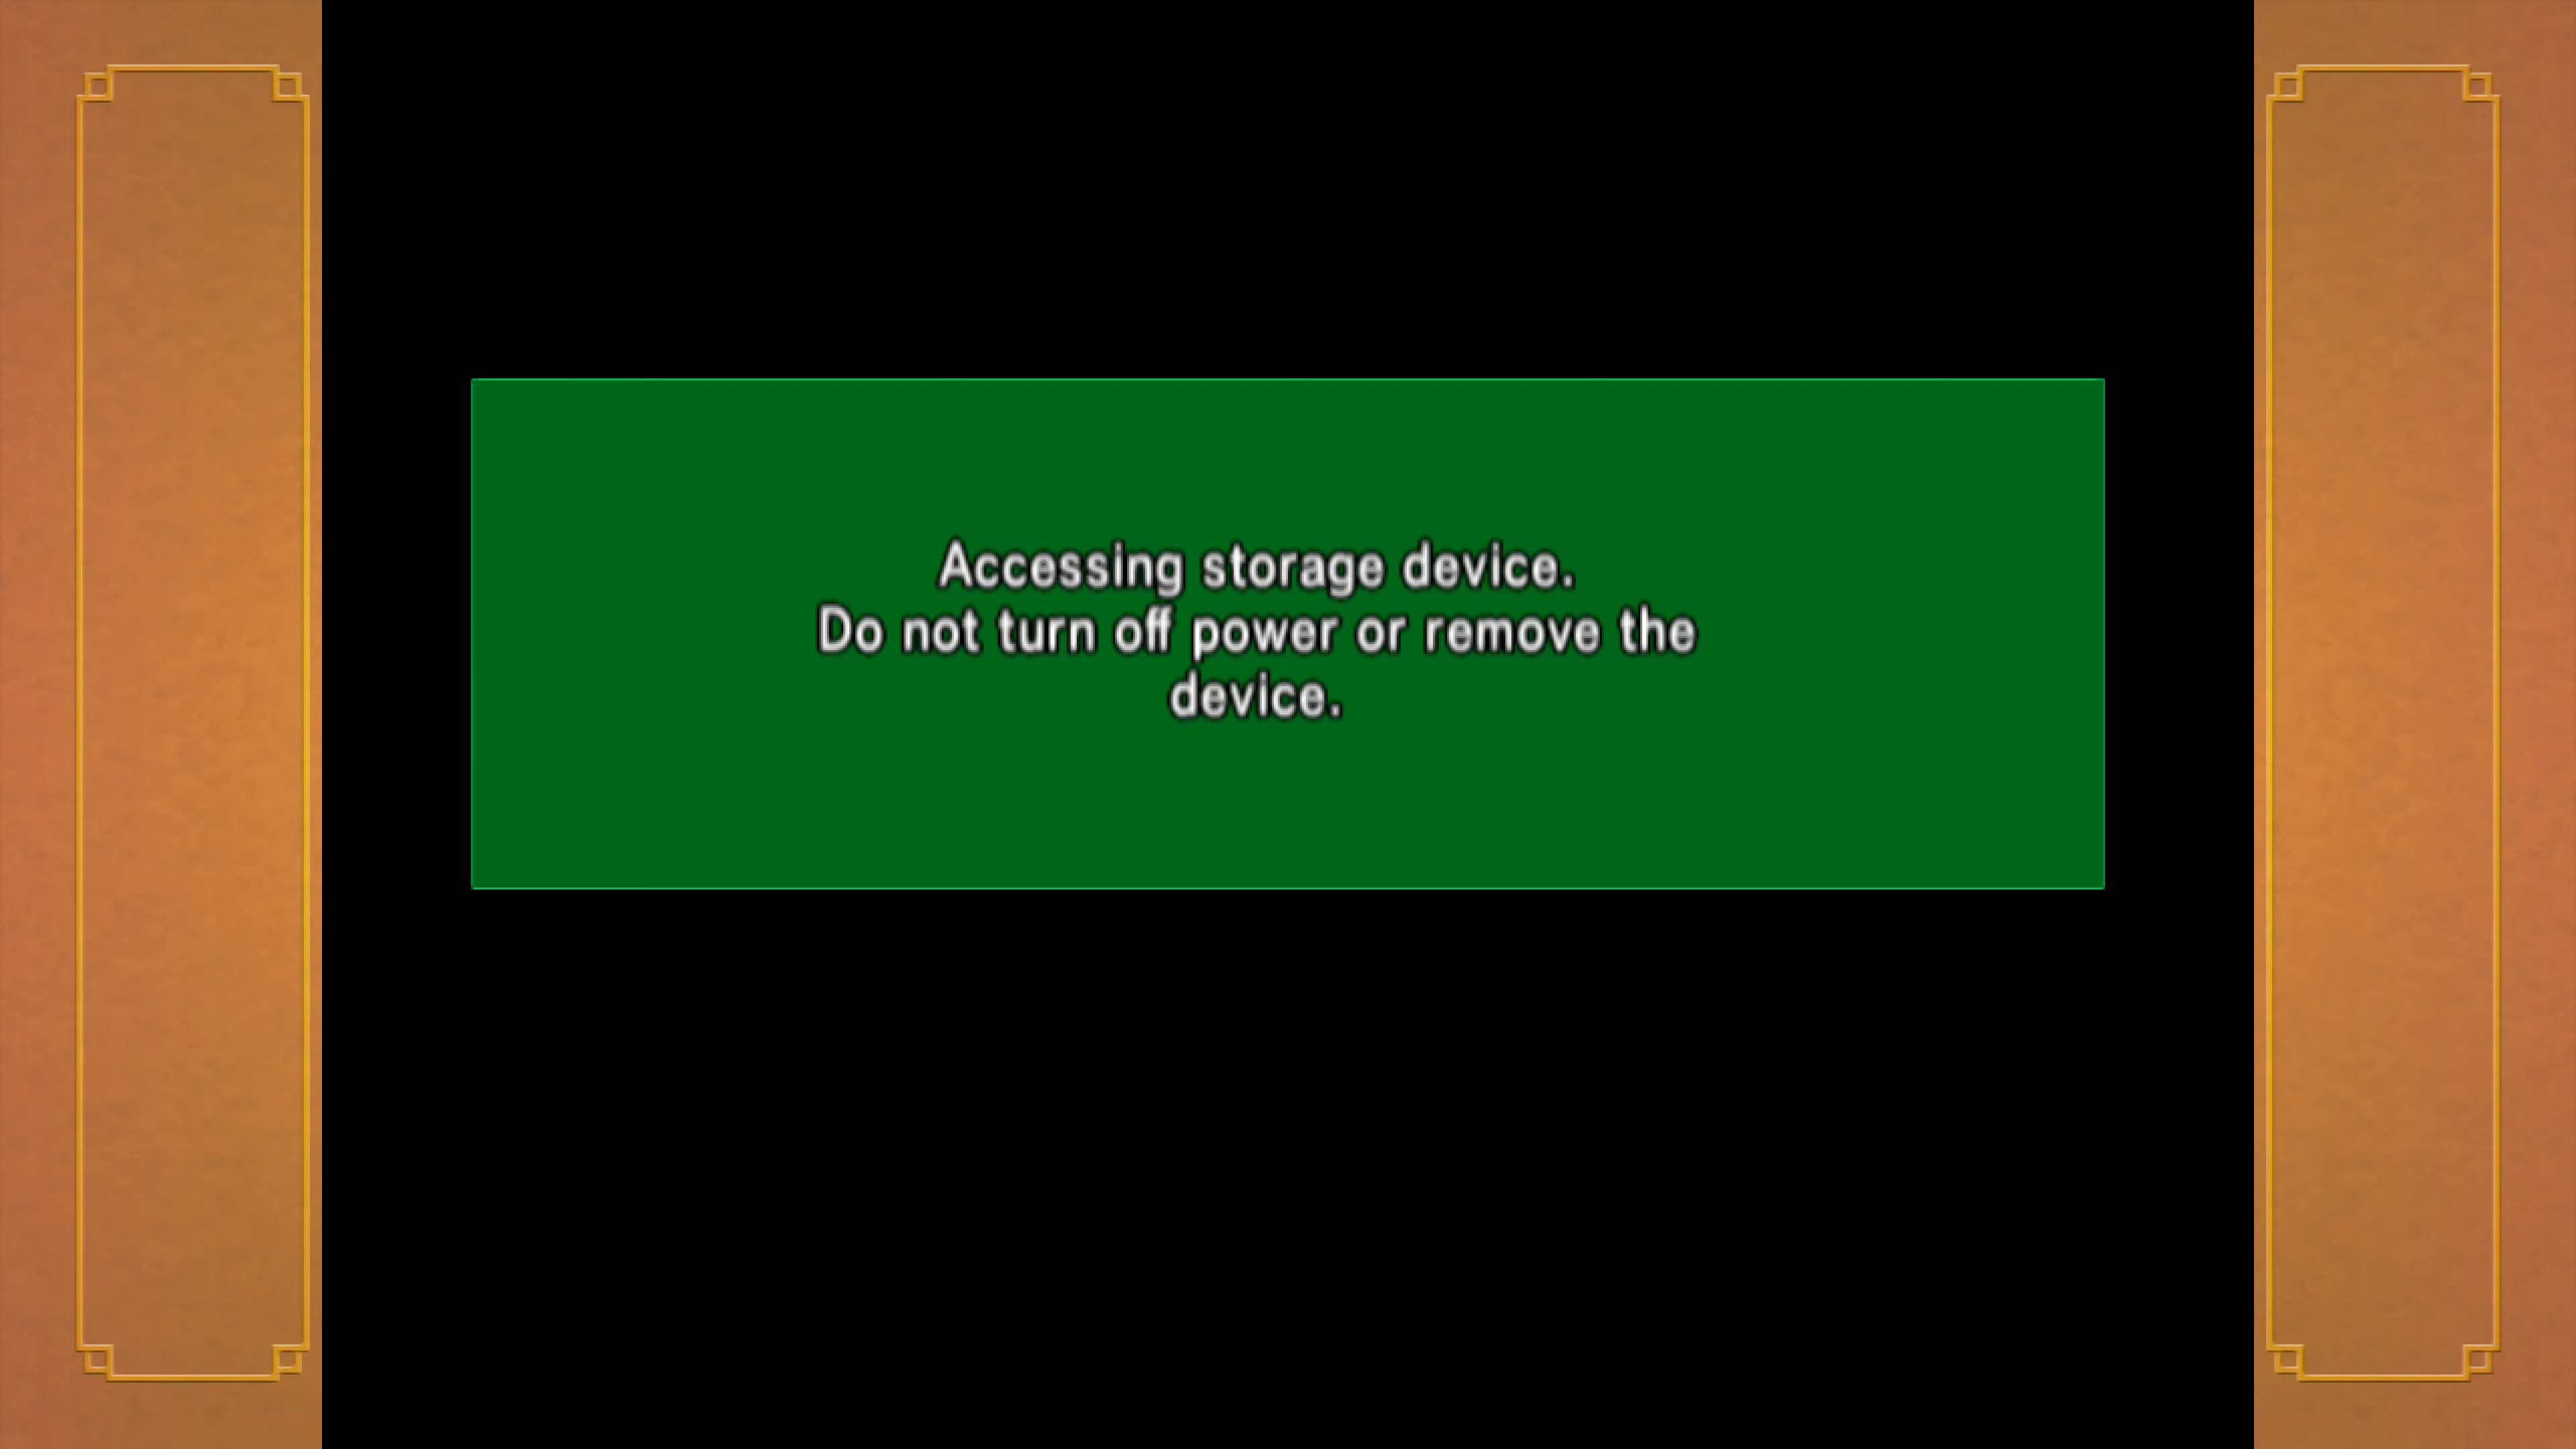 Accessing storage device.
Do not turn off power or remove the
device.